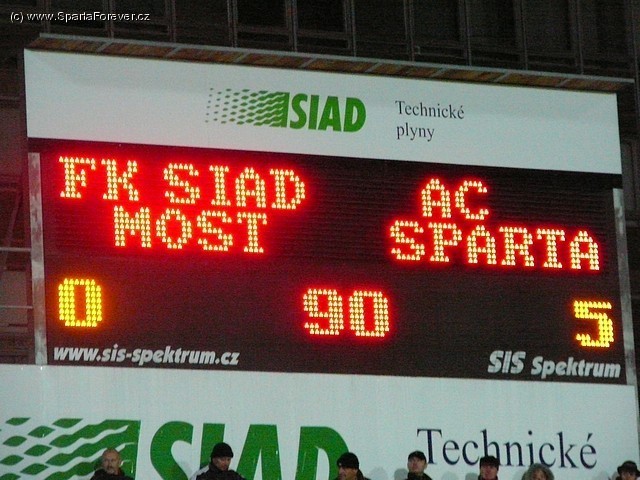 (c) www.SpartaForever.cz
SIAD Technické
plyny
FK SIAD AC
MOST SPARTA
0 90 5
www.sis-spektrum.cz SIS Spektrum
SIAD Technické